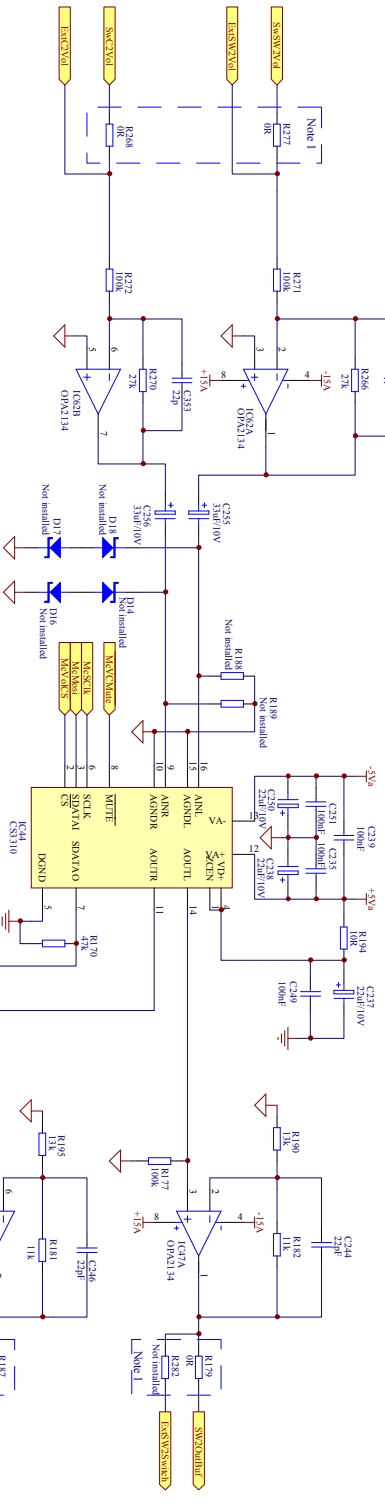 SwSW2Vol
ExtSW2Vol
SwC2Vol
ExtC2Vol
Note 1
R277
0R
R268
0R
R271
100k
R272
100k
R266
27k
-15A
4
2
3
1
8
+15A
IC62A
OPA2134
C353
22p
R270
27k
6
5
7
IC62B
OPA2134
C255
33uF/10V
C256
33uF/10V
D18
Not installed
D17
Not installed
D14
Not installed
D16
Not installed
R188
Not installed
R189
Not installed
McVCMute
McSClk
McMosi
McVolCS
-5Va
+5Va
C239
100nF
C251
100nF
C235
100nF
C250
22uF/10V
C238
22uF/10V
R194
10R
C237
22uF/10V
C249
100nF
13
12
4
1
16
15
9
10
8
6
3
2
14
11
7
5
VA-
VA+
VD+
ZCEN
AINL
AGNDL
AINR
AGNDR
MUTE
SCLK
SDATAI
CS
AOUTL
AOUTR
SDATAO
DGND
IC44
CS3310
R170
47k
R177
100k
R190
13k
C244
22pF
R182
11k
-15A
4
2
3
1
8
+15A
IC47A
OPA2134
R179
0R
R282
Not installed
Note 1
SW2OutBuf
ExtSW2Switch
R195
13k
C246
22pF
R181
11k
6
R187